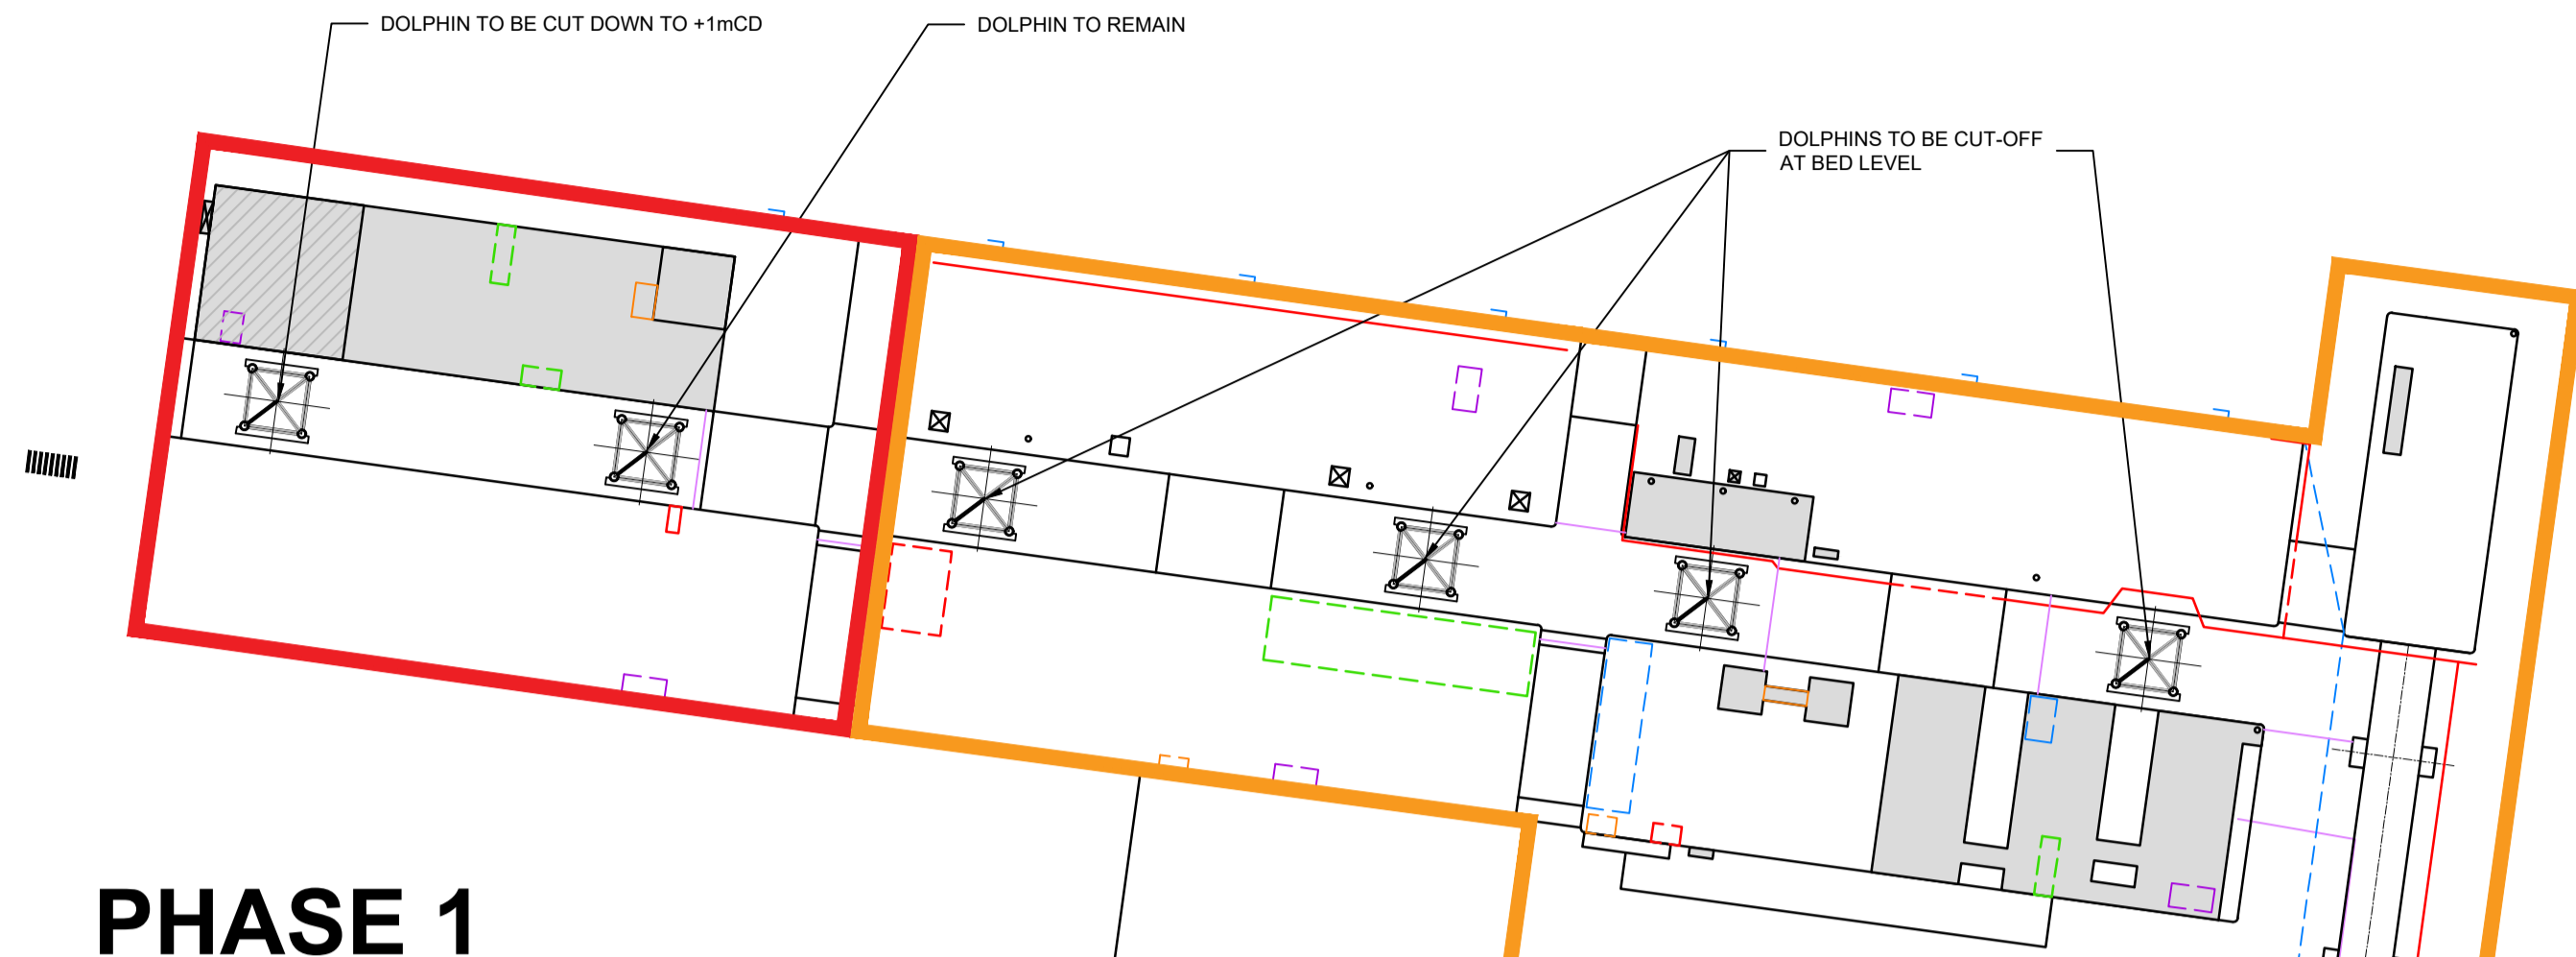 DOLPHIN TO BE CUT DOWN TO +1mCD
DOLPHIN TO REMAIN
DOLPHINS TO BE CUT-OFF
AT BED LEVEL
PHASE 1